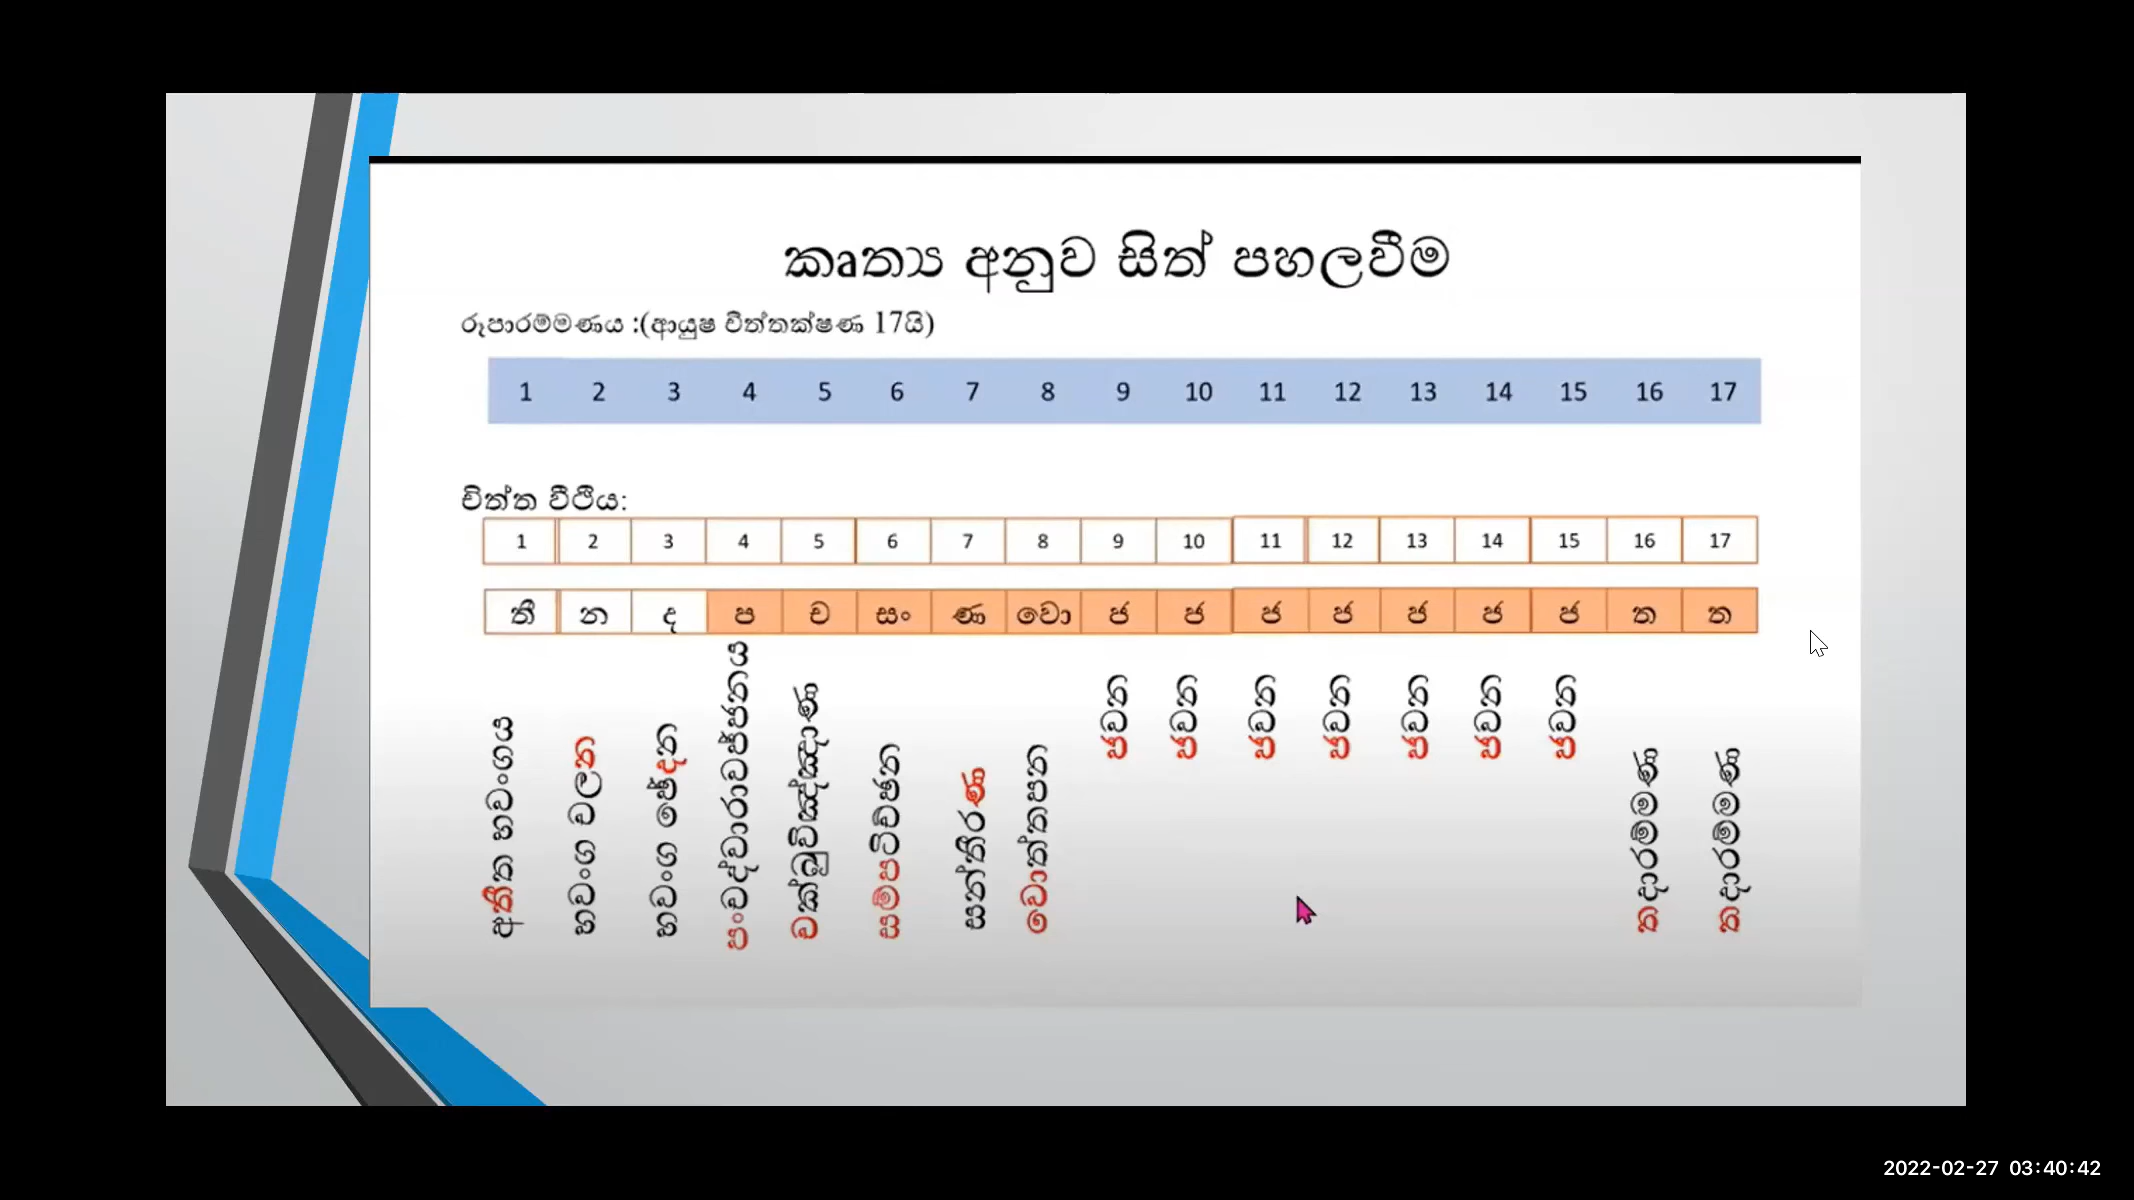 කෘත්‍ය අනුව සිත් පහලවීම
රූපාරම්මණය :(ආයුෂ චිත්තක්ෂණ 17යි)
1 2 3 4 5 6 7 8 9 10 11 12 13 14 15 16 17
චිත්ත වීථිය:
1 2 3 4 5 6 7 8 9 10 11 12 13 14 15 16 17
තී න ද ප ච සං ණ වො ජ ජ ජ ජ ජ ජ ජ ත ත
අතීත භවංගය
භවංග චලන
භවංග ඡේදන
පංචද්වාරාවජ්ජනය
චක්ඛුවිඤ්ඤාණ
සම්පටිච්ඡන
සන්තීරණ
වොත්තපන
ජවන
ජවන
ජවන
ජවන
ජවන
ජවන
ජවන
තදාරම්මණ
තදාරම්මණ
2022-02-27 03:40:42